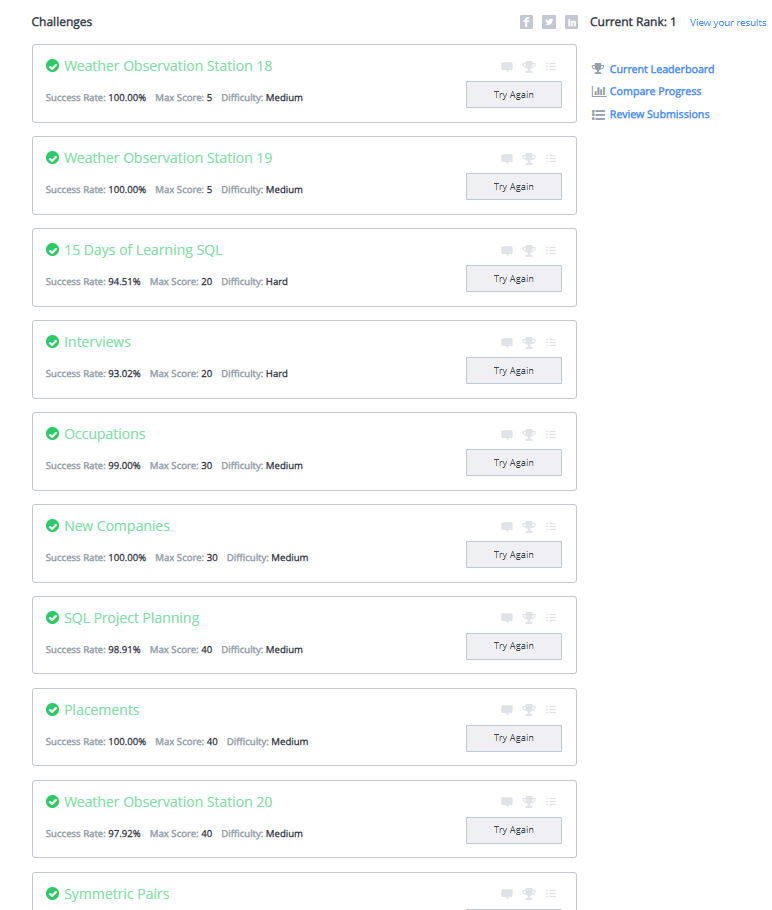 Challenges
Current Rank: 1 View your results
Current Leaderboard
Compare Progress
Review Submissions
Weather Observation Station 18
Success Rate: 100.00% Max Score: 5 Difficulty: Medium
Try Again
Weather Observation Station 19
Success Rate: 100.00% Max Score: 5 Difficulty: Medium
Try Again
15 Days of Learning SQL
Success Rate: 94.51% Max Score: 20 Difficulty: Hard
Try Again
Interviews
Success Rate: 93.02% Max Score: 20 Difficulty: Hard
Try Again
Occupations
Success Rate: 99.00% Max Score: 30 Difficulty: Medium
Try Again
New Companies
Success Rate: 100.00% Max Score: 30 Difficulty: Medium
Try Again
SQL Project Planning
Success Rate: 98.91% Max Score: 40 Difficulty: Medium
Try Again
Placements
Success Rate: 100.00% Max Score: 40 Difficulty: Medium
Try Again
Weather Observation Station 20
Success Rate: 97.92% Max Score: 40 Difficulty: Medium
Try Again
Symmetric Pairs